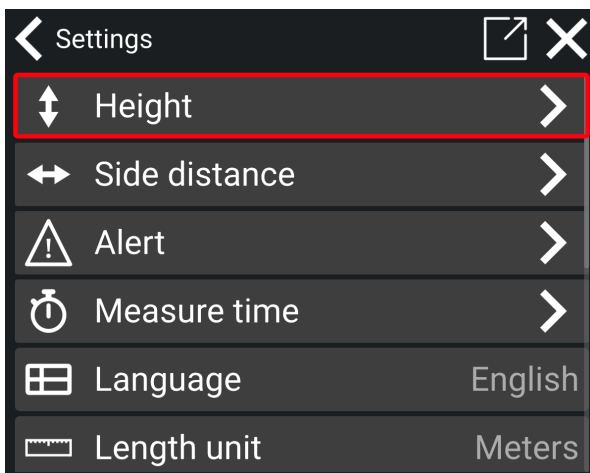 Settings
Height
Side distance
Alert
Measure time
Language English
Length unit Meters